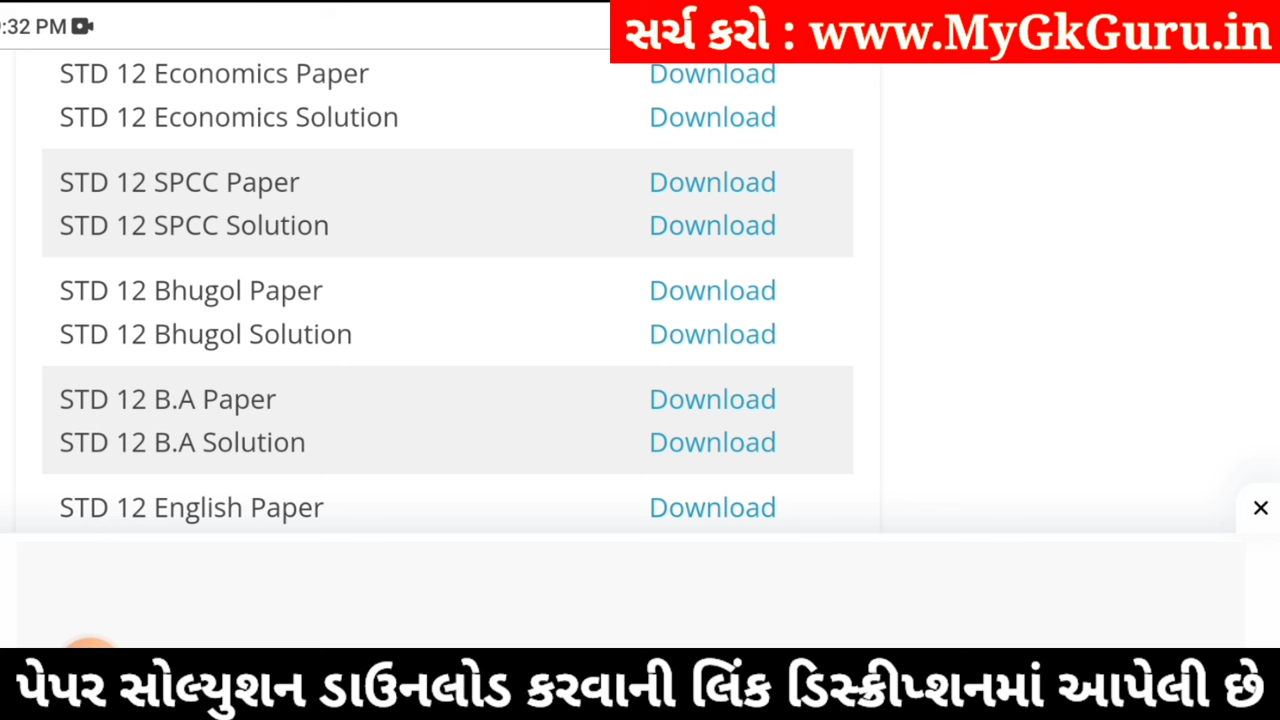 :32 PM
સર્ચ કરો : www.MyGkGuru.in
STD 12 Economics Paper Download
STD 12 Economics Solution Download
STD 12 SPCC Paper Download
STD 12 SPCC Solution Download
STD 12 Bhugol Paper Download
STD 12 Bhugol Solution Download
STD 12 B.A Paper Download
STD 12 B.A Solution Download
STD 12 English Paper Download
પેપર સોલ્યુશન ડાઉનલોડ કરવાની લિંક ડિસ્ક્રીપ્શનમાં આપેલી છે